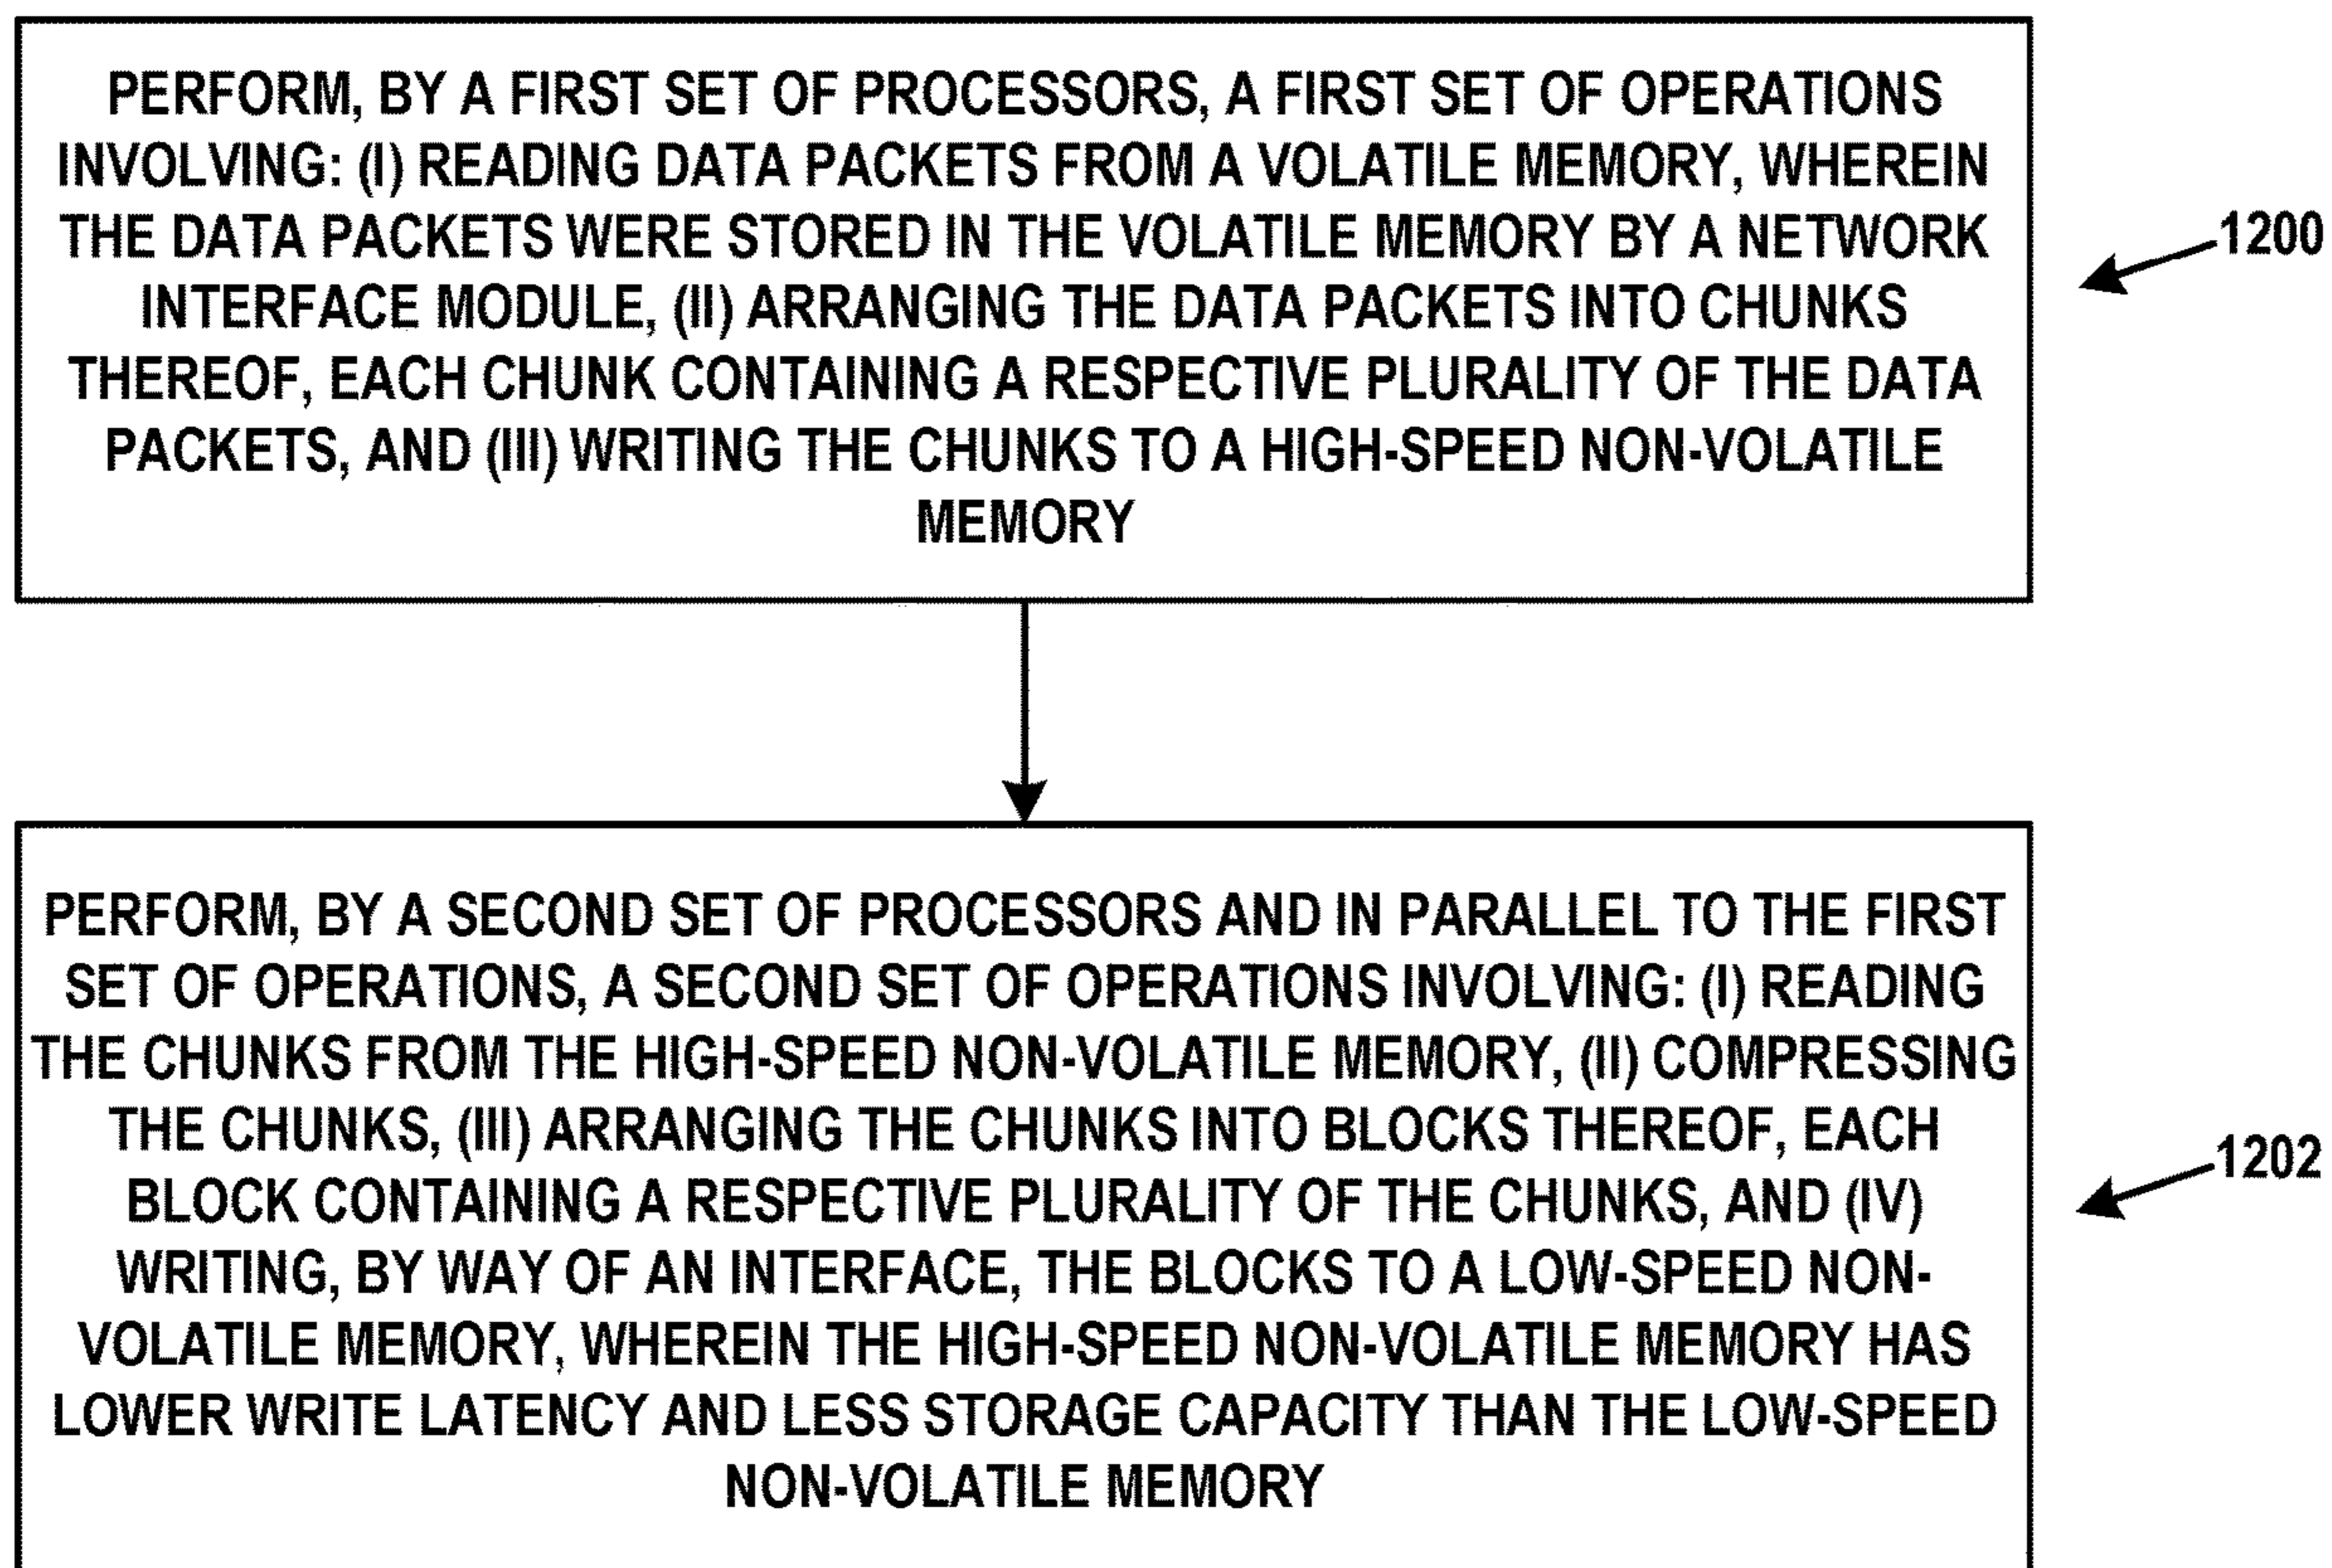 PERFORM, BY A FIRST SET OF PROCESSORS, A FIRST SET OF OPERATIONS
INVOLVING: (I) READING DATA PACKETS FROM A VOLATILE MEMORY, WHEREIN
THE DATA PACKETS WERE STORED IN THE VOLATILE MEMORY BY A NETWORK
INTERFACE MODULE, (II) ARRANGING THE DATA PACKETS INTO CHUNKS
THEREOF, EACH CHUNK CONTAINING A RESPECTIVE PLURALITY OF THE DATA
PACKETS, AND (III) WRITING THE CHUNKS TO A HIGH-SPEED NON-VOLATILE
MEMORY
1200
PERFORM, BY A SECOND SET OF PROCESSORS AND IN PARALLEL TO THE FIRST
SET OF OPERATIONS, A SECOND SET OF OPERATIONS INVOLVING: (I) READING
THE CHUNKS FROM THE HIGH-SPEED NON-VOLATILE MEMORY, (II) COMPRESSING
THE CHUNKS, (III) ARRANGING THE CHUNKS INTO BLOCKS THEREOF, EACH
BLOCK CONTAINING A RESPECTIVE PLURALITY OF THE CHUNKS, AND (IV)
WRITING, BY WAY OF AN INTERFACE, THE BLOCKS TO A LOW-SPEED NON-
VOLATILE MEMORY, WHEREIN THE HIGH-SPEED NON-VOLATILE MEMORY HAS
LOWER WRITE LATENCY AND LESS STORAGE CAPACITY THAN THE LOW-SPEED
NON-VOLATILE MEMORY
1202